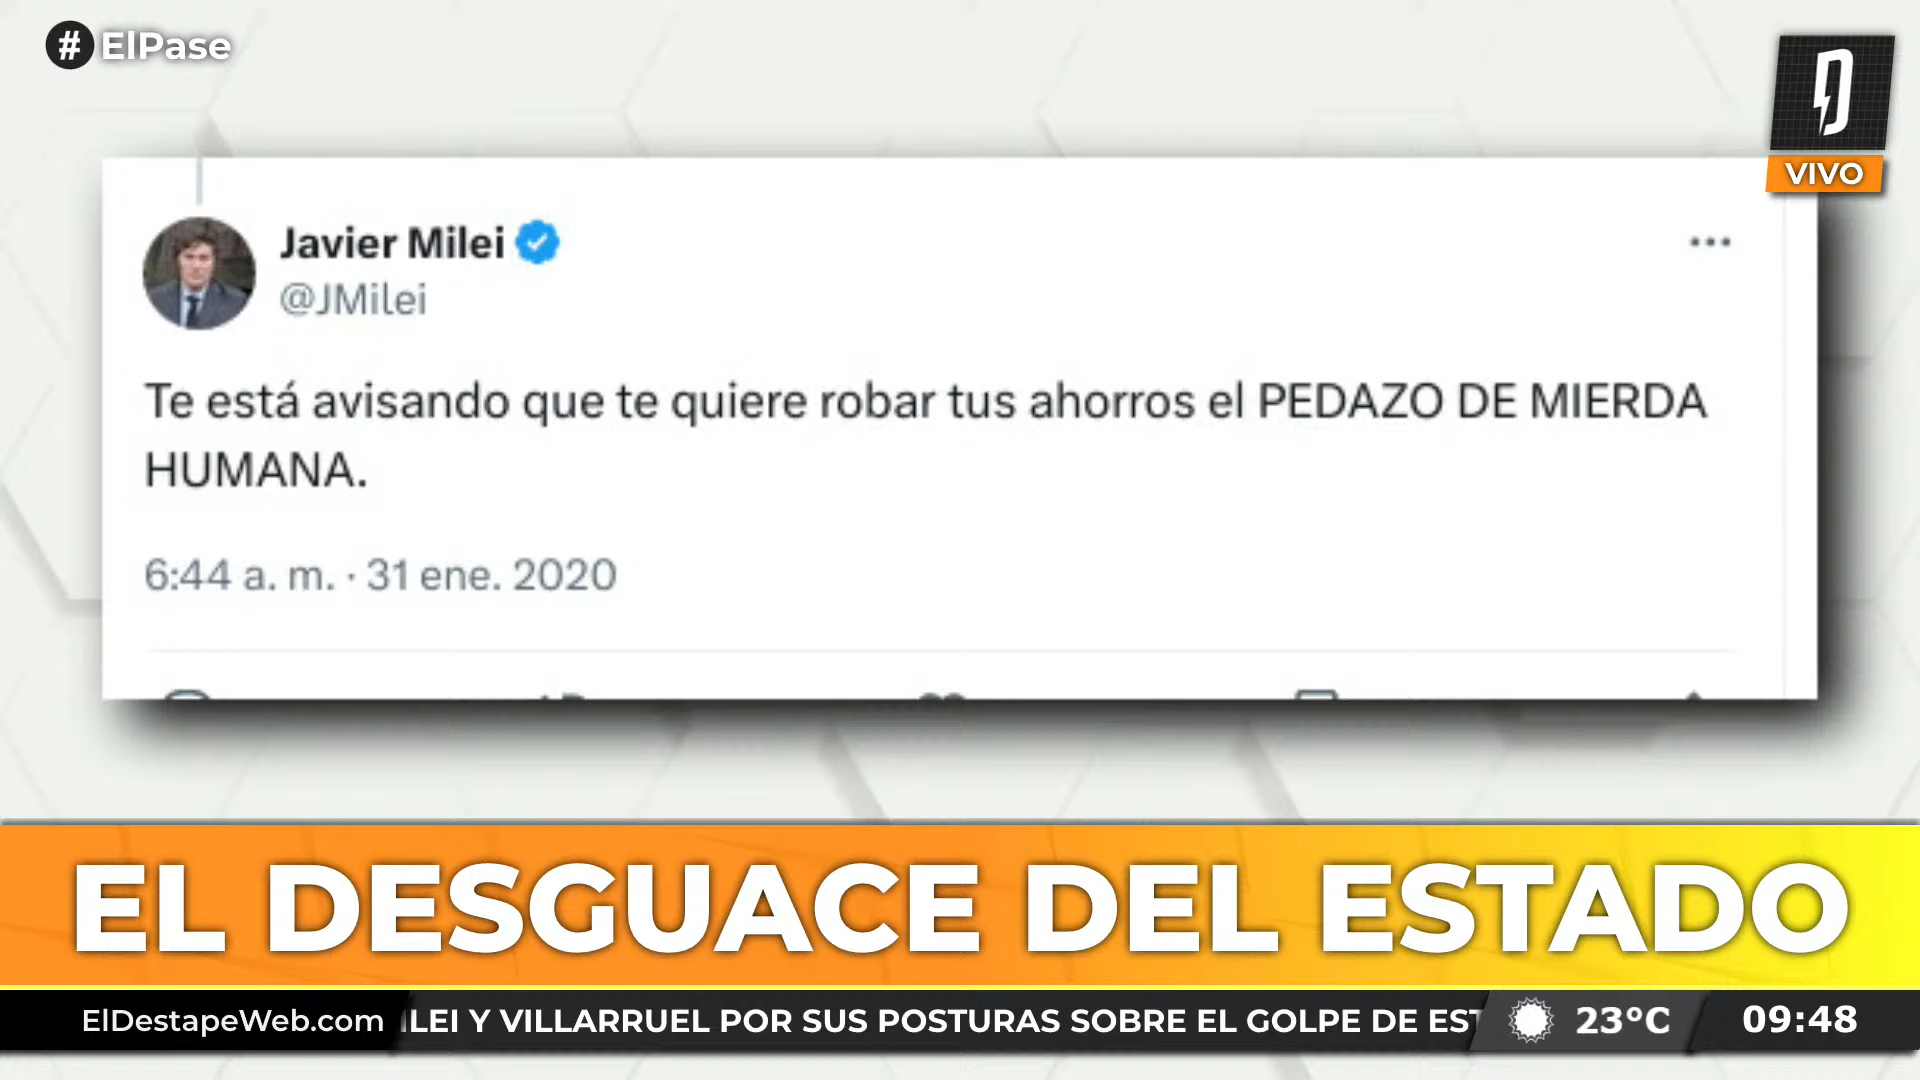 # ElPase
VIVO
Javier Milei
@JMilei
Te está avisando que te quiere robar tus ahorros el PEDAZO DE MIERDA
HUMANA.
6:44 a. m. · 31 ene. 2020
EL DESGUACE DEL ESTADO
ElDestapeWeb.com
ILEI Y VILLARRUEL POR SUS POSTURAS SOBRE EL GOLPE DE EST
23°C
09:48